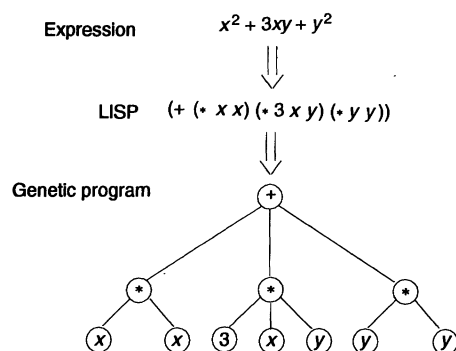 Expression x² + 3xy + y²
LISP (+ (* x x) (* 3 x y) (* y y))
Genetic program
+
* * *
x x 3 x y y y